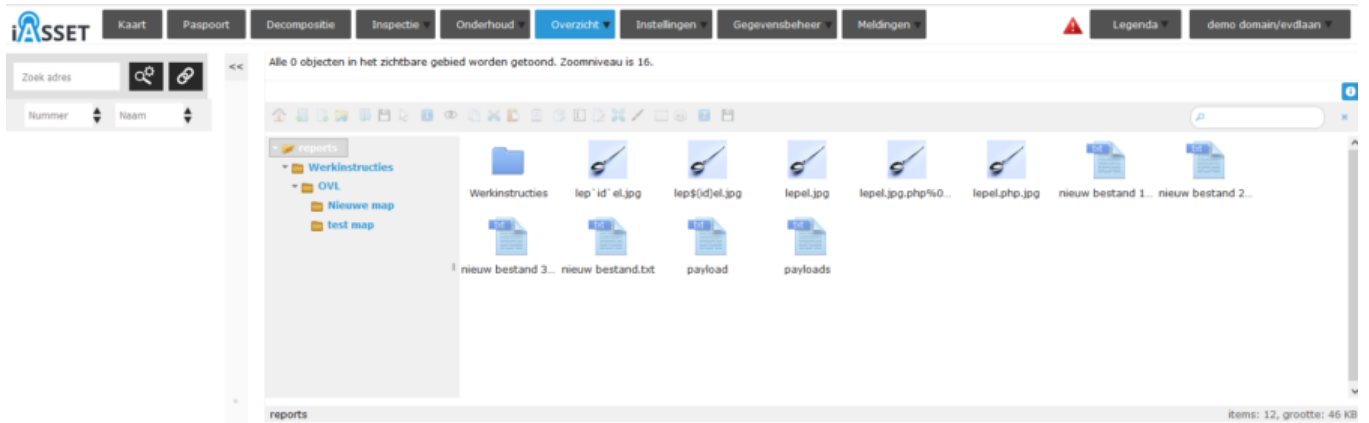 iASSET
Kaart Paspoort Decompositie Inspectie Onderhoud Overzicht Instellingen Gegevensbeheer Meldingen Legenda demo domain/evdlaan
Zoek adres
<<
Alle 0 objecten in het zichtbare gebied worden getoond. Zoomniveau is 16.
Nummer Naam
reports
Werkinstructies
OVL
Nieuwe map
test map
Werkinstructies lep`id`el.jpg lep$(id)el.jpg lepel.jpg lepel.jpg.php%0... lepel.php.jpg nieuw bestand 1... nieuw bestand 2...
nieuw bestand 3... nieuw bestand.txt payload payloads
reports items: 12, grootte: 46 KB